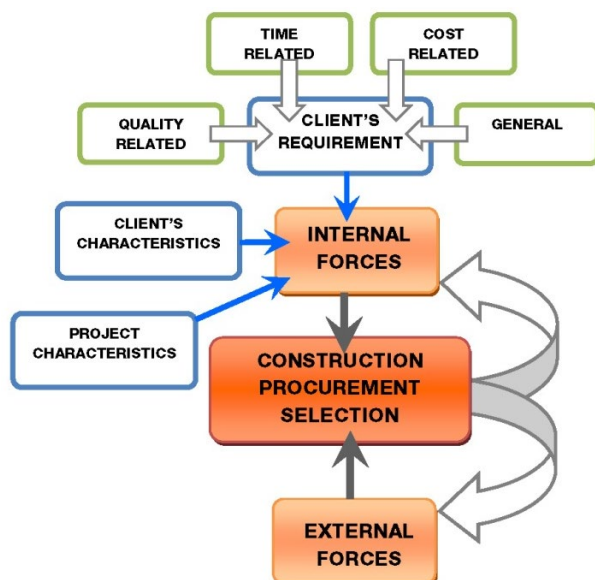 TIME
RELATED
COST
RELATED
QUALITY
RELATED
CLIENT'S
REQUIREMENT
GENERAL
CLIENT'S
CHARACTERISTICS
INTERNAL
FORCES
PROJECT
CHARACTERISTICS
CONSTRUCTION
PROCUREMENT
SELECTION
EXTERNAL
FORCES